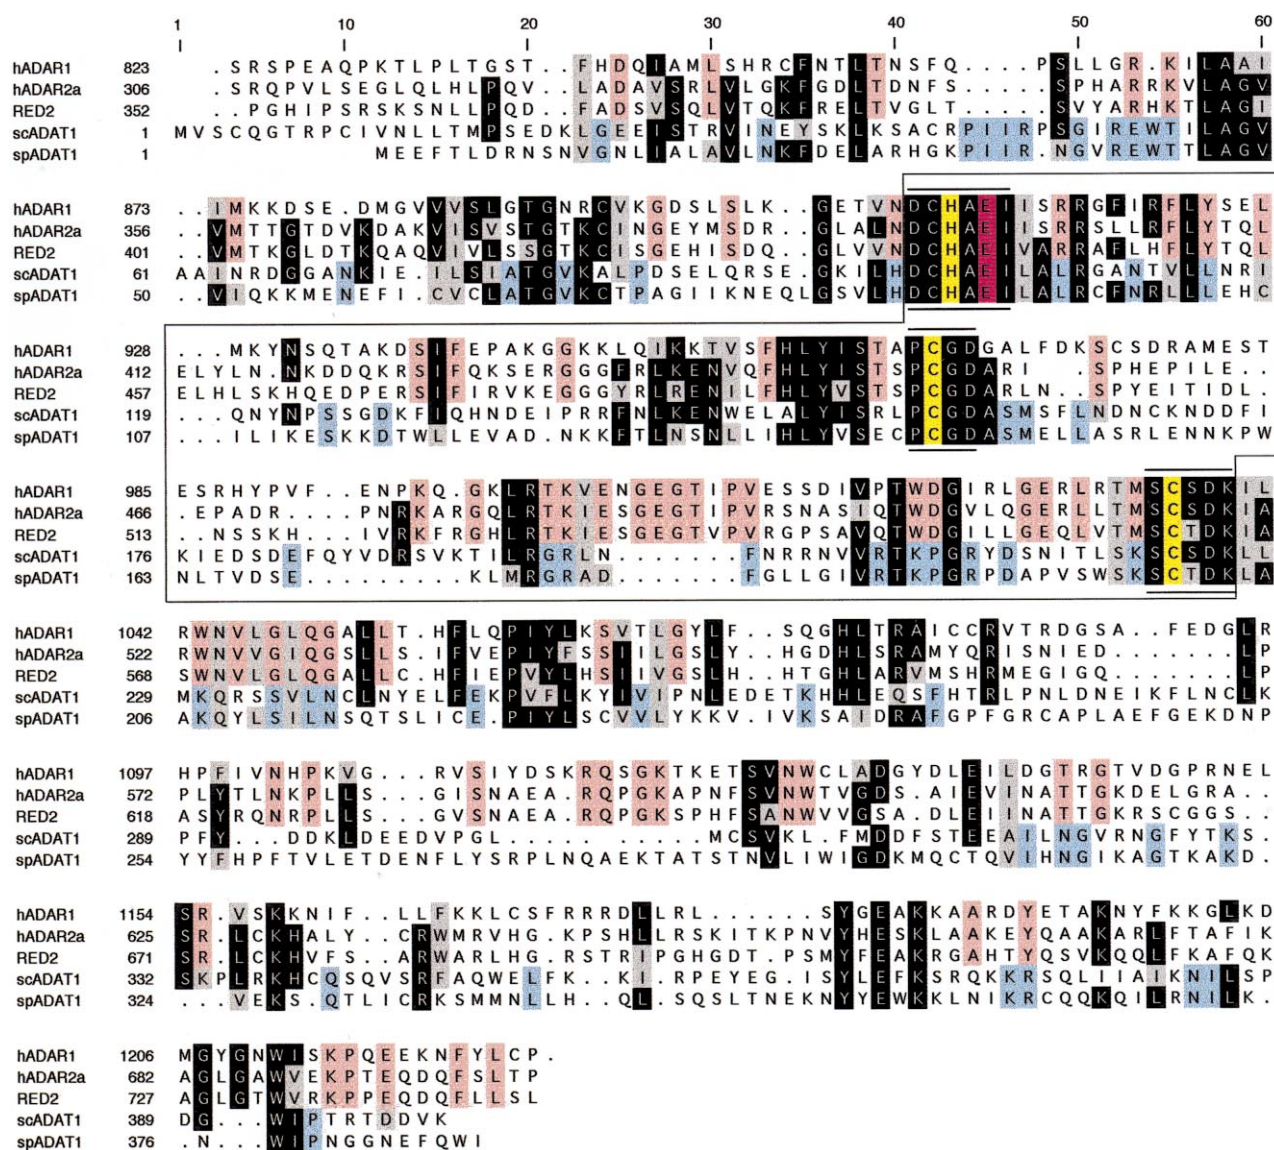 1 10 20 30 40 50 60
hADAR1 823 . S R S P E A Q P K T L P L T G S T . . F H D Q I A M L S H R C F N T L T N S F Q . . . . P S L L G R . K I L A A I
hADAR2a 306 . S R Q P V L S E G L Q L H L P Q V . . L A D A V S R L V L G K F G D L T D N F S . . . . S P H A R R K V L A G V
RED2 352 . . P G H I P S R S K S N L L P Q D . . F A D S V S Q L V T Q K F R E L T V G L T . . . . S V Y A R H K T L A G I
scADAT1 1 M V S C Q G T R P C I V N L L T M P S E D K L G E E I S T R V I N E Y S K L K S A C R P I I R P S G I R E W T I L A G V
spADAT1 1 M E E F T L D R N S N V G N L I A L A V L N K F D E L A R H G K P I I R . N G V R E W T T L A G V
hADAR1 873 . . I M K K D S E . D M G V V V S L G T G N R C V K G D S L S L K . . G E T V N D C H A E I I S R R G F I R F L Y S E L
hADAR2a 356 . . V M T T G T D V K D A K V I S V S T G T K C I N G E Y M S D R . . G L A L N D C H A E I I S R R S L L R F L Y T Q L
RED2 401 . . V M T K G L D T K Q A Q V I V L S S G T K C I S G E H I S D Q . . G L V V N D C H A E I V A R R A F L H F L Y T Q L
scADAT1 61 A A I N R D G G A N K I E . I L S I A T G V K A L P D S E L Q R S E . G K I L H D C H A E I L A L R G A N T V L L N R I
spADAT1 50 . . V I Q K K M E N E F I . C V C L A T G V K C T P A G I I K N E Q L G S V L H D C H A E I L A L R C F N R L L L E H C
hADAR1 928 . . . M K Y N S Q T A K D S I F E P A K G G K K L Q I K K T V S F H L Y I S T A P C G D G A L F D K S C S D R A M E S T
hADAR2a 412 E L Y L N . N K D D Q K R S I F Q K S E R G G G F R L K E N V Q F H L Y I S T S P C G D A R I . . S P H E P I L E . .
RED2 457 E L H L S K H Q E D P E R S I F I R V K E G G Y R L R E N I L F H L Y V S T S P C G D A R L N . . S P Y E I T I D L .
scADAT1 119 . . Q N Y N P S S G D K F I Q H N D E I P R R F N L K E N W E L A L Y I S R L P C G D A S M S F L N D N C K N D D F I
spADAT1 107 . . . I L I K E S K K D T W L L E V A D . N K K F T L N S N L L I H L Y V S E C P C G D A S M E L L A S R L E N N K P W
hADAR1 985 E S R H Y P V F . . E N P K Q . G K L R T K V E N G E G T I P V E S S D I V P T W D G I R L G E R L R T M S C S D K I L
hADAR2a 466 . E P A D R . . . . P N R K A R G Q L R T K I E S G E G T I P V R S N A S I Q T W D G V L Q G E R L L T M S C S D K I A
RED2 513 . . N S S K H . . . I V R K F R G H L R T K I E S G E G T V P V R G P S A V Q T W D G I L L G E Q L V T M S C T D K I A
scADAT1 176 K I E D S D E F Q Y V D R S V K T I L R G R L N . . . . . . . F N R R N V V R T K P G R Y D S N I T L S K S C S D K L L
spADAT1 163 N L T V D S E . . . . . . . . . K L M R G R A D . . . . . . . F G L L G I V R T K P G R P D A P V S W S K S C T D K L A
hADAR1 1042 R W N V L G L Q G A L L T . H F L Q P I Y L K S V T L G Y L F . . S Q G H L T R A I C C R V T R D G S A . . F E D G L R
hADAR2a 522 R W N V V G I Q G S L L S . I F V E P I Y F S S I I L G S L Y . . H G D H L S R A M Y Q R I S N I E D . . . . . . . L P
RED2 568 S W N V L G L Q G A L L C . H F I E P V Y L H S I I V G S L H . . H T G H L A R V M S H R M E G I G Q . . . . . . . L P
scADAT1 229 M K Q R S S V L N C L N Y E L F E K P V F L K Y I V I P N L E D E T K H H L E Q S F H T R L P N L D N E I K F L N C L K
spADAT1 206 A K Q Y L S I L N S Q T S L I C E . P I Y L S C V V L Y K K V . I V K S A I D R A F G P F G R C A P L A E F G E K D N P
hADAR1 1097 H P F I V N H P K V G . . . R V S I Y D S K R Q S G K T K E T S V N W C L A D G Y D L E I L D G T R G T V D G P R N E L
hADAR2a 572 P L Y T L N K P L L S . . . G I S N A E A . R Q P G K A P N F S V N W T V G D S . A I E V I N A T T G K D E L G R A . .
RED2 618 A S Y R Q N R P L L S . . . G V S N A E A . R Q P G K S P H F S A N W V V G S . A D L E I I N A T T G K R S C G G S . .
scADAT1 289 P F Y . . . D D K L D E E D V P G L . . . . . . . . . . . M C S V K L . F M D D F S T E E A I L N G V R N G F Y T K S .
spADAT1 254 Y Y F H P F T V L E T D E N F L Y S R P L N Q A E K T A T S T N V L I W I G D K M Q C T Q V I H N G I K A G T K A K D .
hADAR1 1154 S R . V S K K N I F . . L L F K K L C S F R R R D L L R L . . . . . . S Y G E A K K A A R D Y E T A K N Y F K K G L K D
hADAR2a 625 S R . L C K H A L Y . . C R W M R V H G . K P S H L L R S K I T K P N V Y H E S K L A A K E Y Q A A K A R L F T A F I K
RED2 671 S R . L C K H V F S . . A R W A R L H G . R S T R I P G H G D T . P S M Y F E A K R G A H T Y Q S V K Q Q L F K A F Q K
scADAT1 332 S K P L R K H C Q S Q V S R F A Q W E L F K . . K I . R P E Y E G . I S Y L E F K S R Q K K R S Q L I I A I K N I L S P
spADAT1 324 . . . V E K S . Q T L I C R K S M M N L L H . . Q L . S Q S L T N E K N Y Y E W K K L N I K R C Q Q K Q I L R N I L K .
hADAR1 1206 M G Y G N W I S K P Q E E K N F Y L C P .
hADAR2a 682 A G L G A W V E K P T E Q D Q F S L T P
RED2 727 A G L G T W V R K P P E Q D Q F L L S L
scADAT1 389 D G . . . W I P T R T D D V K
spADAT1 376 . N . . . W I P N G G N E F Q W I